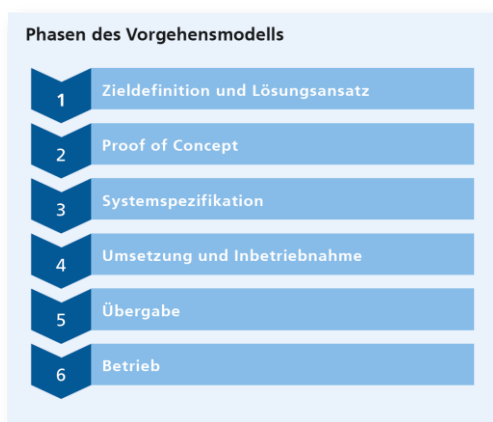 Phasen des Vorgehensmodells
1 Zieldefinition und Lösungsansatz
2 Proof of Concept
3 Systemspezifikation
4 Umsetzung und Inbetriebnahme
5 Übergabe
6 Betrieb